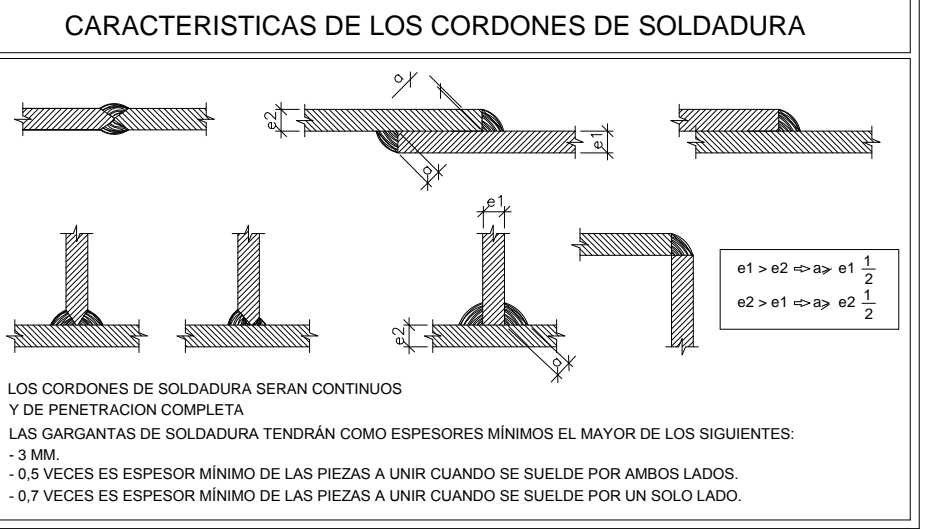 CARACTERISTICAS DE LOS CORDONES DE SOLDADURA
a
e2
e1
a
e1
e2
a
e1 > e2 ⇨ a ⩾ e1 1/2
e2 > e1 ⇨ a ⩾ e2 1/2
LOS CORDONES DE SOLDADURA SERAN CONTINUOS
Y DE PENETRACION COMPLETA
LAS GARGANTAS DE SOLDADURA TENDRÁN COMO ESPESORES MÍNIMOS EL MAYOR DE LOS SIGUIENTES:
- 3 MM.
- 0,5 VECES ES ESPESOR MÍNIMO DE LAS PIEZAS A UNIR CUANDO SE SUELDE POR AMBOS LADOS.
- 0,7 VECES ES ESPESOR MÍNIMO DE LAS PIEZAS A UNIR CUANDO SE SUELDE POR UN SOLO LADO.